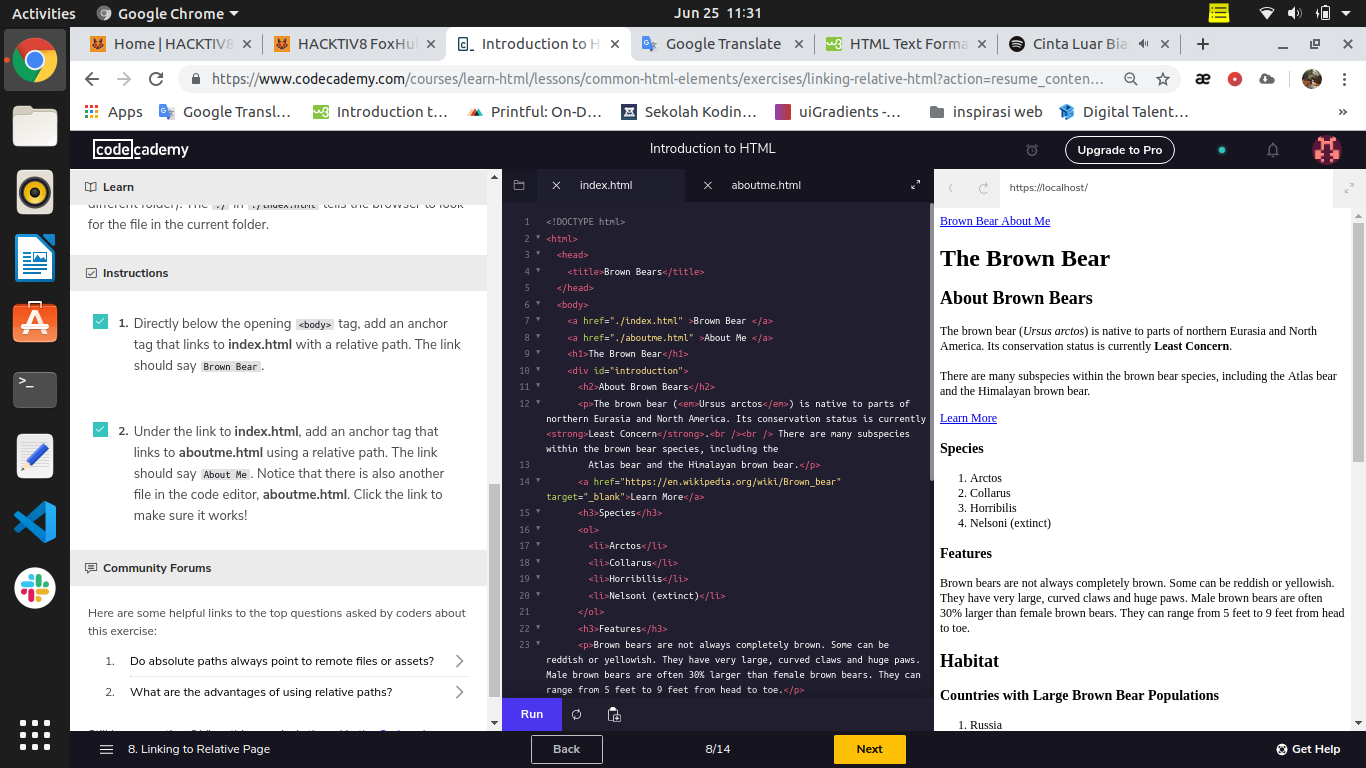 Activities
Google Chrome
Jun 25 11:31
Home | HACKTIV8
HACKTIV8 FoxHu
Introduction to H
Google Translate
HTML Text Forma
Cinta Luar Bia
https://www.codecademy.com/courses/learn-html/lessons/common-html-elements/exercises/linking-relative-html?action=resume_conten…
Apps
Google Transl…
Introduction t…
Printful: On-D…
Sekolah Kodin…
uiGradients -…
inspirasi web
Digital Talent…
»
codecademy
Introduction to HTML
Upgrade to Pro
Learn
different folder). The ./ in ./index.html tells the browser to look
for the file in the current folder.
Instructions
1. Directly below the opening <body> tag, add an anchor
tag that links to index.html with a relative path. The link
should say Brown Bear.
2. Under the link to index.html, add an anchor tag that
links to aboutme.html using a relative path. The link
should say About Me. Notice that there is also another
file in the code editor, aboutme.html. Click the link to
make sure it works!
Community Forums
Here are some helpful links to the top questions asked by coders about
this exercise:
1. Do absolute paths always point to remote files or assets?
2. What are the advantages of using relative paths?
index.html
aboutme.html
1 <!DOCTYPE html>
2 <html>
3 <head>
4 <title>Brown Bears</title>
5 </head>
6 <body>
7 <a href="./index.html" >Brown Bear </a>
8 <a href="./aboutme.html" >About Me </a>
9 <h1>The Brown Bear</h1>
10 <div id="introduction">
11 <h2>About Brown Bears</h2>
12 <p>The brown bear (<em>Ursus arctos</em>) is native to parts of
northern Eurasia and North America. Its conservation status is currently
<strong>Least Concern</strong>.<br /><br /> There are many subspecies
within the brown bear species, including the
13 Atlas bear and the Himalayan brown bear.</p>
14 <a href="https://en.wikipedia.org/wiki/Brown_bear"
target="_blank">Learn More</a>
15 <h3>Species</h3>
16 <ol>
17 <li>Arctos</li>
18 <li>Collarus</li>
19 <li>Horribilis</li>
20 <li>Nelsoni (extinct)</li>
21 </ol>
22 <h3>Features</h3>
23 <p>Brown bears are not always completely brown. Some can be
reddish or yellowish. They have very large, curved claws and huge paws.
Male brown bears are often 30% larger than female brown bears. They can
range from 5 feet to 9 feet from head to toe.</p>
Run
https://localhost/
Brown Bear About Me
The Brown Bear
About Brown Bears
The brown bear (Ursus arctos) is native to parts of northern Eurasia and North
America. Its conservation status is currently Least Concern.
There are many subspecies within the brown bear species, including the Atlas bear
and the Himalayan brown bear.
Learn More
Species
1. Arctos
2. Collarus
3. Horribilis
4. Nelsoni (extinct)
Features
Brown bears are not always completely brown. Some can be reddish or yellowish.
They have very large, curved claws and huge paws. Male brown bears are often
30% larger than female brown bears. They can range from 5 feet to 9 feet from head
to toe.
Habitat
Countries with Large Brown Bear Populations
1. Russia
8. Linking to Relative Page
Back
8/14
Next
Get Help